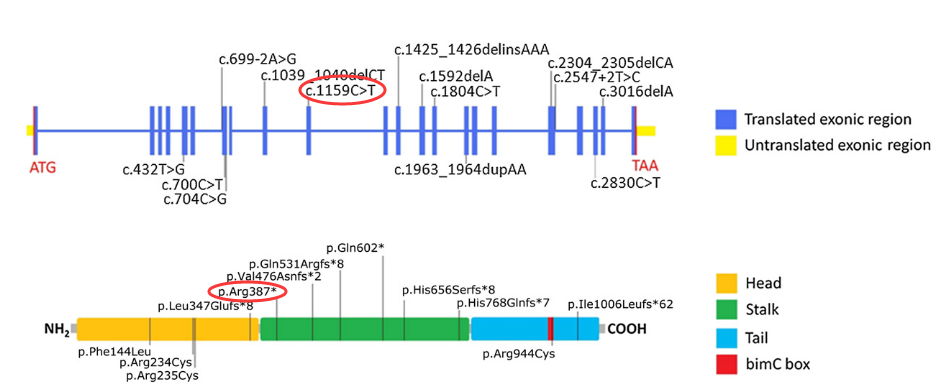 c.1425_1426delinsAAA
c.699-2A>G
c.2304_2305delCA
c.1039_1040delCT
c.1592delA
c.2547+2T>C
c.1159C>T
c.1804C>T
c.3016delA
Translated exonic region
Untranslated exonic region
ATG
TAA
c.432T>G
c.1963_1964dupAA
c.700C>T
c.2830C>T
c.704C>G
p.Gln602*
p.Gln531Argfs*8
p.Val476Asnfs*2
p.Arg387*
p.His656Serfs*8
p.Leu347Glufs*8
p.His768Glnfs*7
p.Ile1006Leufs*62
NH2
COOH
p.Phe144Leu
p.Arg944Cys
p.Arg234Cys
p.Arg235Cys
Head
Stalk
Tail
bimC box